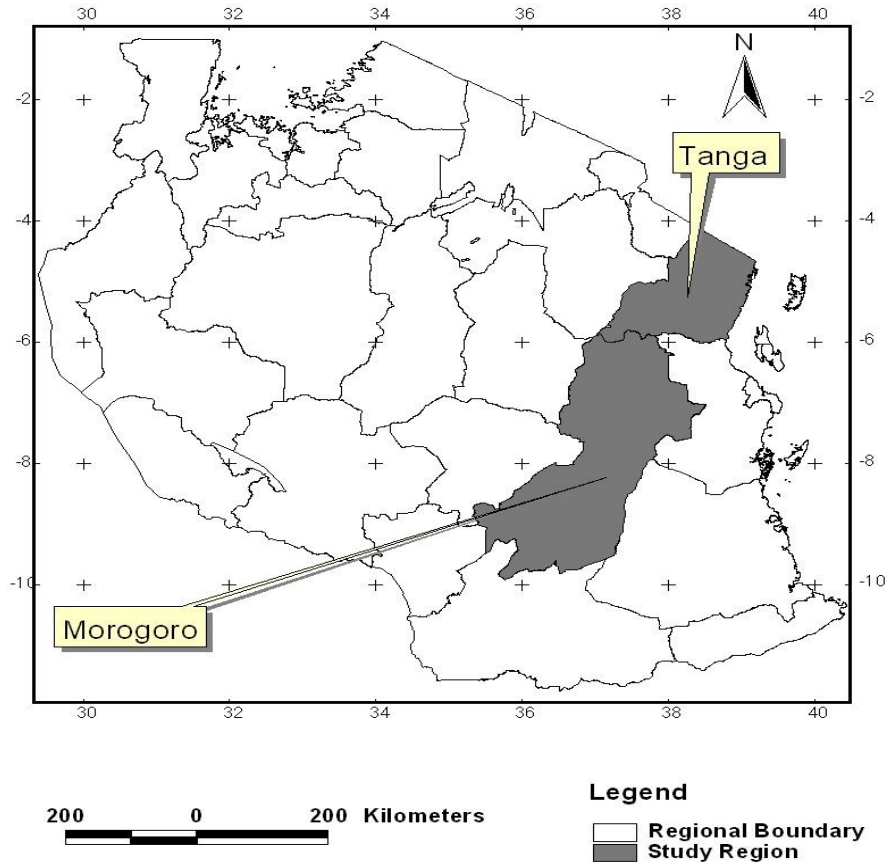 30 32 34 36 38 40
N
-2 -2
Tanga
-4 -4
-6 -6
-8 -8
-10 -10
Morogoro
30 32 34 36 38 40
200 0 200 Kilometers
Legend
Regional Boundary
Study Region